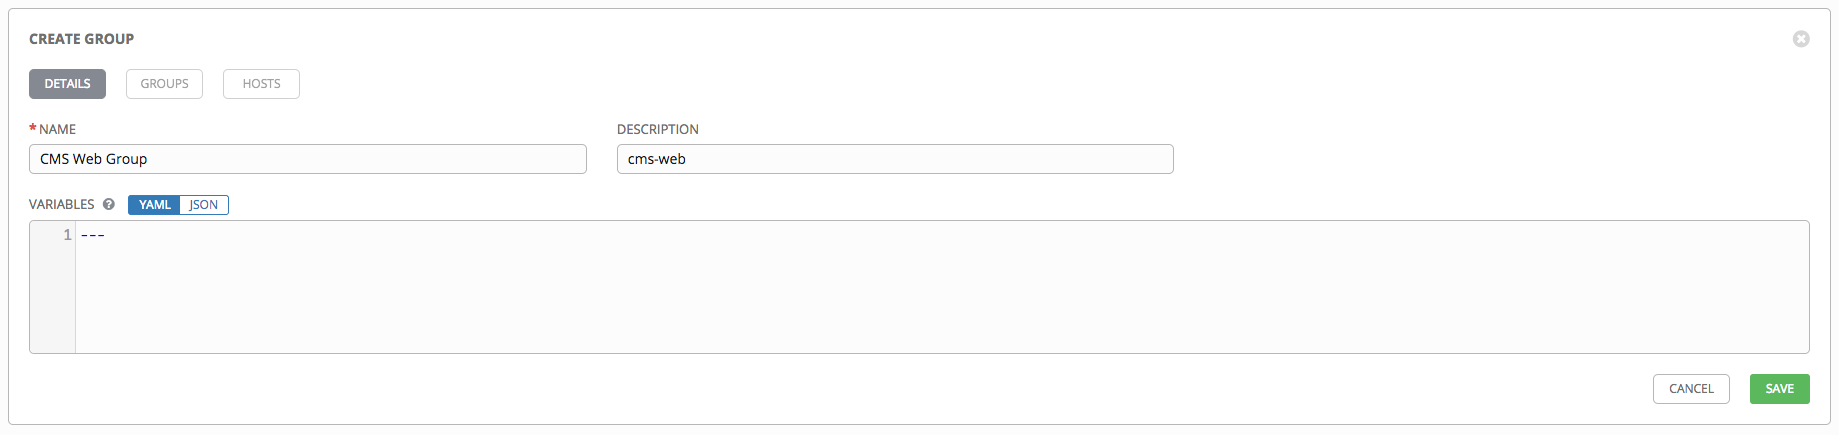 CREATE GROUP
DETAILS GROUPS HOSTS
* NAME DESCRIPTION
CMS Web Group cms-web
VARIABLES ? YAML JSON
1 ---
CANCEL SAVE